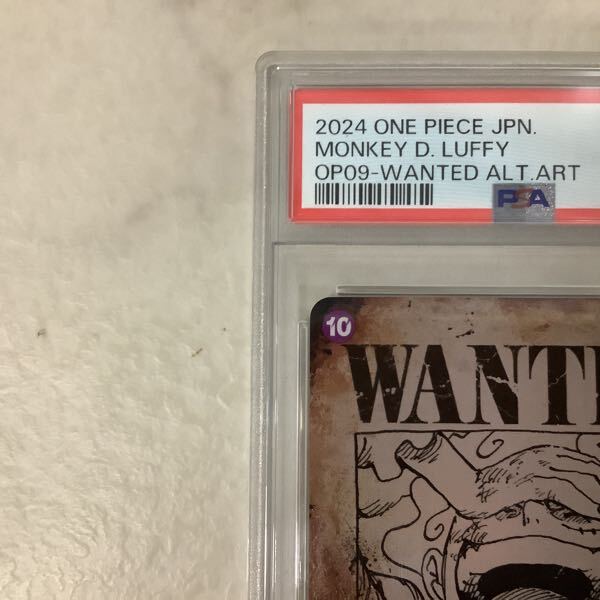 2024 ONE PIECE JPN.
MONKEY D. LUFFY
OP09-WANTED ALT.ART
PSA
10
WANT